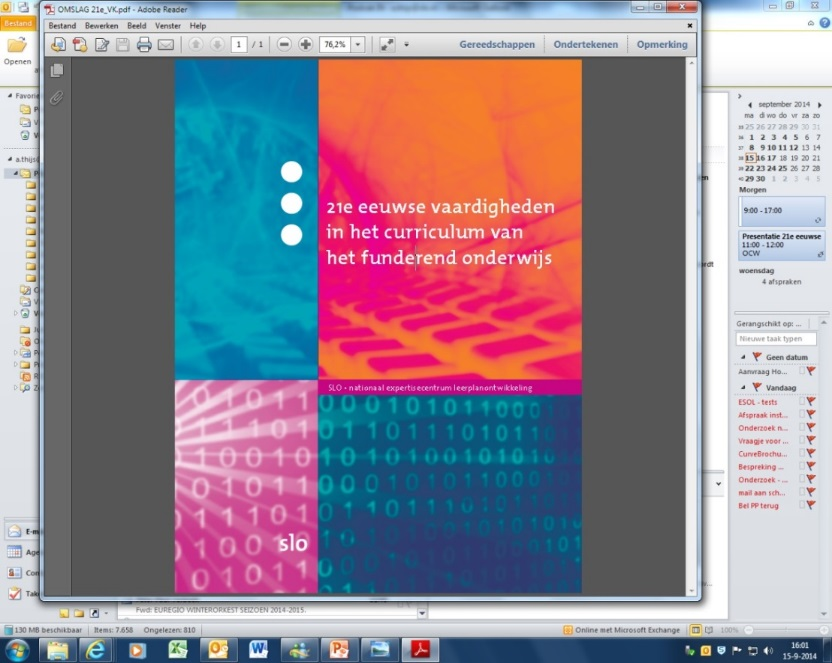 OMSLAG 21e_VK.pdf - Adobe Reader
Bestand Bewerken Beeld Venster Help
1 / 1 76,2% Gereedschappen Ondertekenen Opmerking
Bestand
Openen
Favorie
a.thijs@
21e eeuwse vaardigheden
in het curriculum van
het funderend onderwijs
SLO • nationaal expertisecentrum leerplanontwikkeling
slo
september 2014
ma di wo do vr za zo
25 26 27 28 29 30 31
1 2 3 4 5 6 7
8 9 10 11 12 13 14
15 16 17 18 19 20 21
22 23 24 25 26 27 28
29 30 1 2 3 4 5
Morgen
9:00 - 17:00
Presentatie 21e eeuwse
11:00 - 12:00
OCW
woensdag
4 afspraken
Gerangschikt op: ...
Nieuwe taak typen
Geen datum
Aanvraag Ho...
Vandaag
ESOL - tests
Afspraak inst...
Onderzoek n...
Vraagje voor ...
CurveBrochu...
Bespreking ...
Onderzoek - ...
mail aan sch...
Bel PP terug
E-m
Age
Con
Tak
Fwd: EUREGIO WINTERORKEST SEIZOEN 2014-2015.
130 MB beschikbaar Items: 7.658 Ongelezen: 810 Online met Microsoft Exchange 100%
16:01
15-9-2014